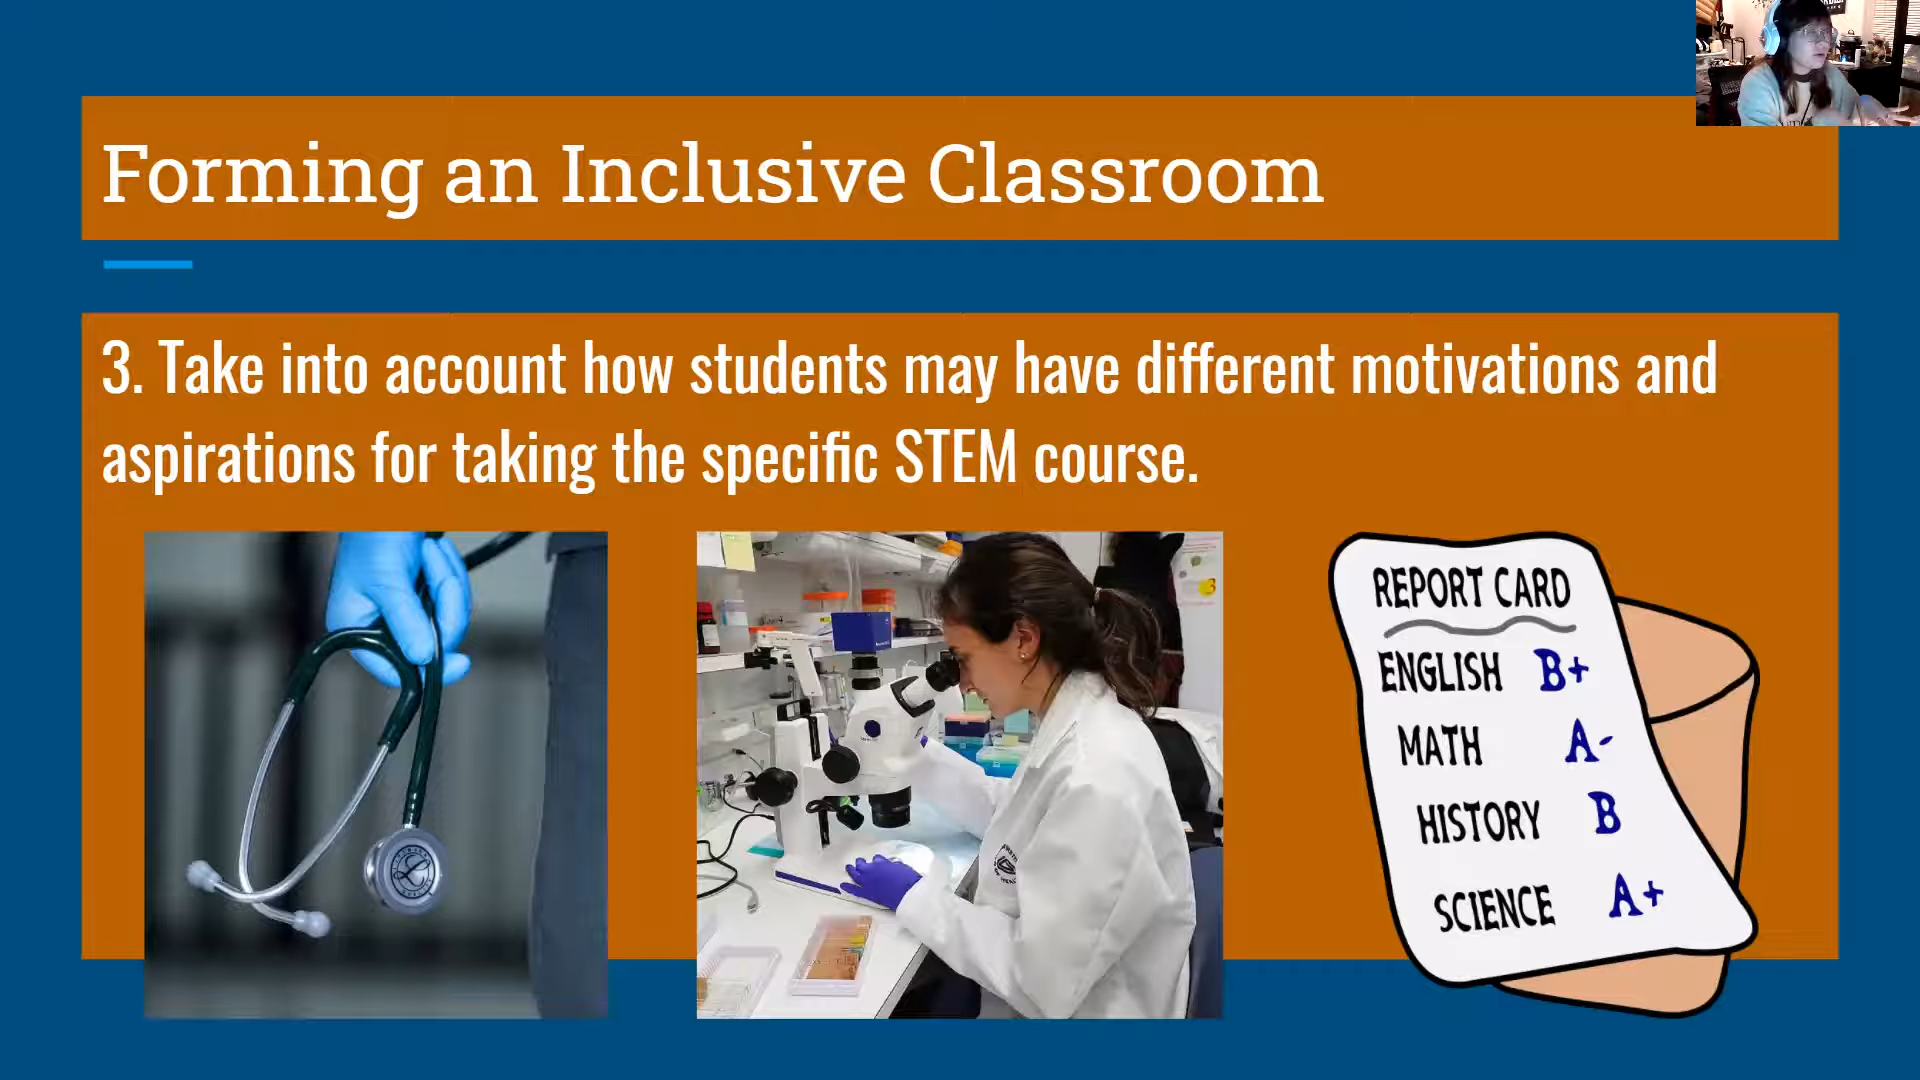 Forming an Inclusive Classroom
3. Take into account how students may have different motivations and
aspirations for taking the specific STEM course.
REPORT CARD
ENGLISH B+
MATH A-
HISTORY B
SCIENCE A+